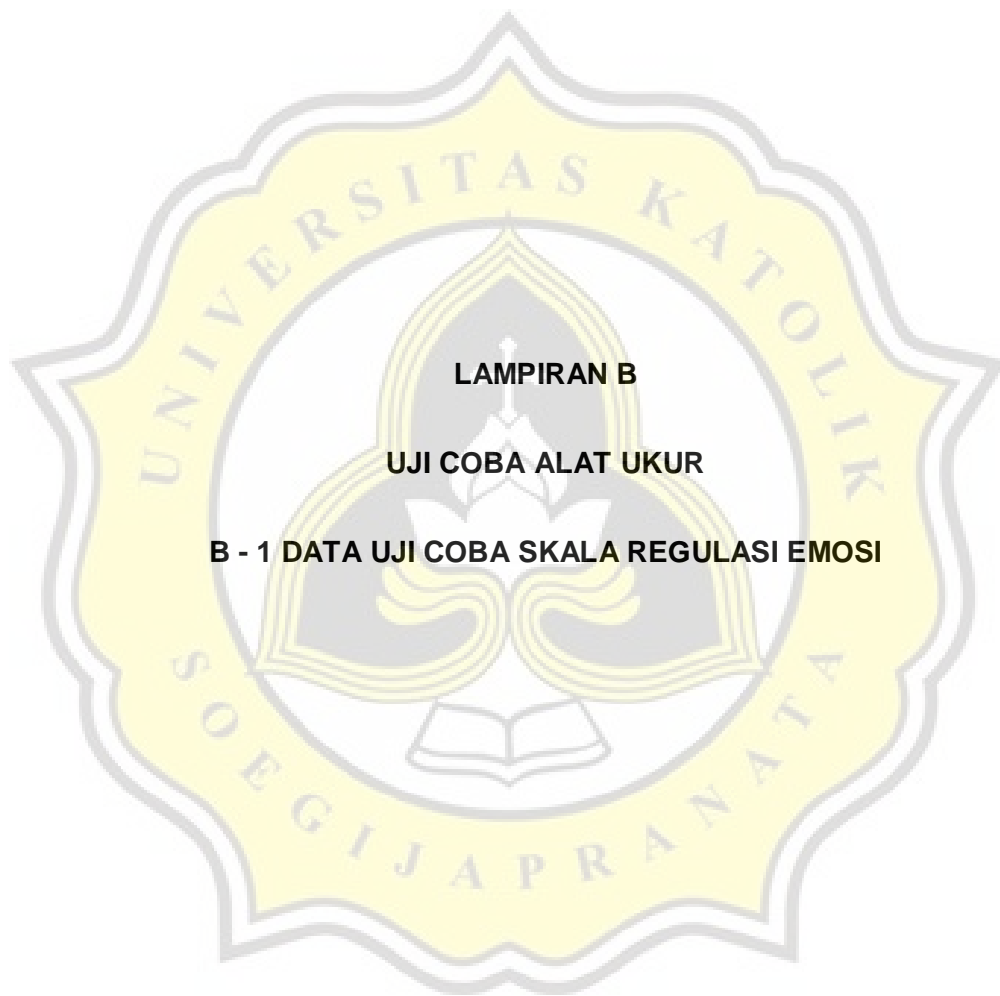 LAMPIRAN B
UJI COBA ALAT UKUR
B - 1 DATA UJI COBA SKALA REGULASI EMOSI
UNIVERSITAS KATOLIK
SOEGIJAPRANATA